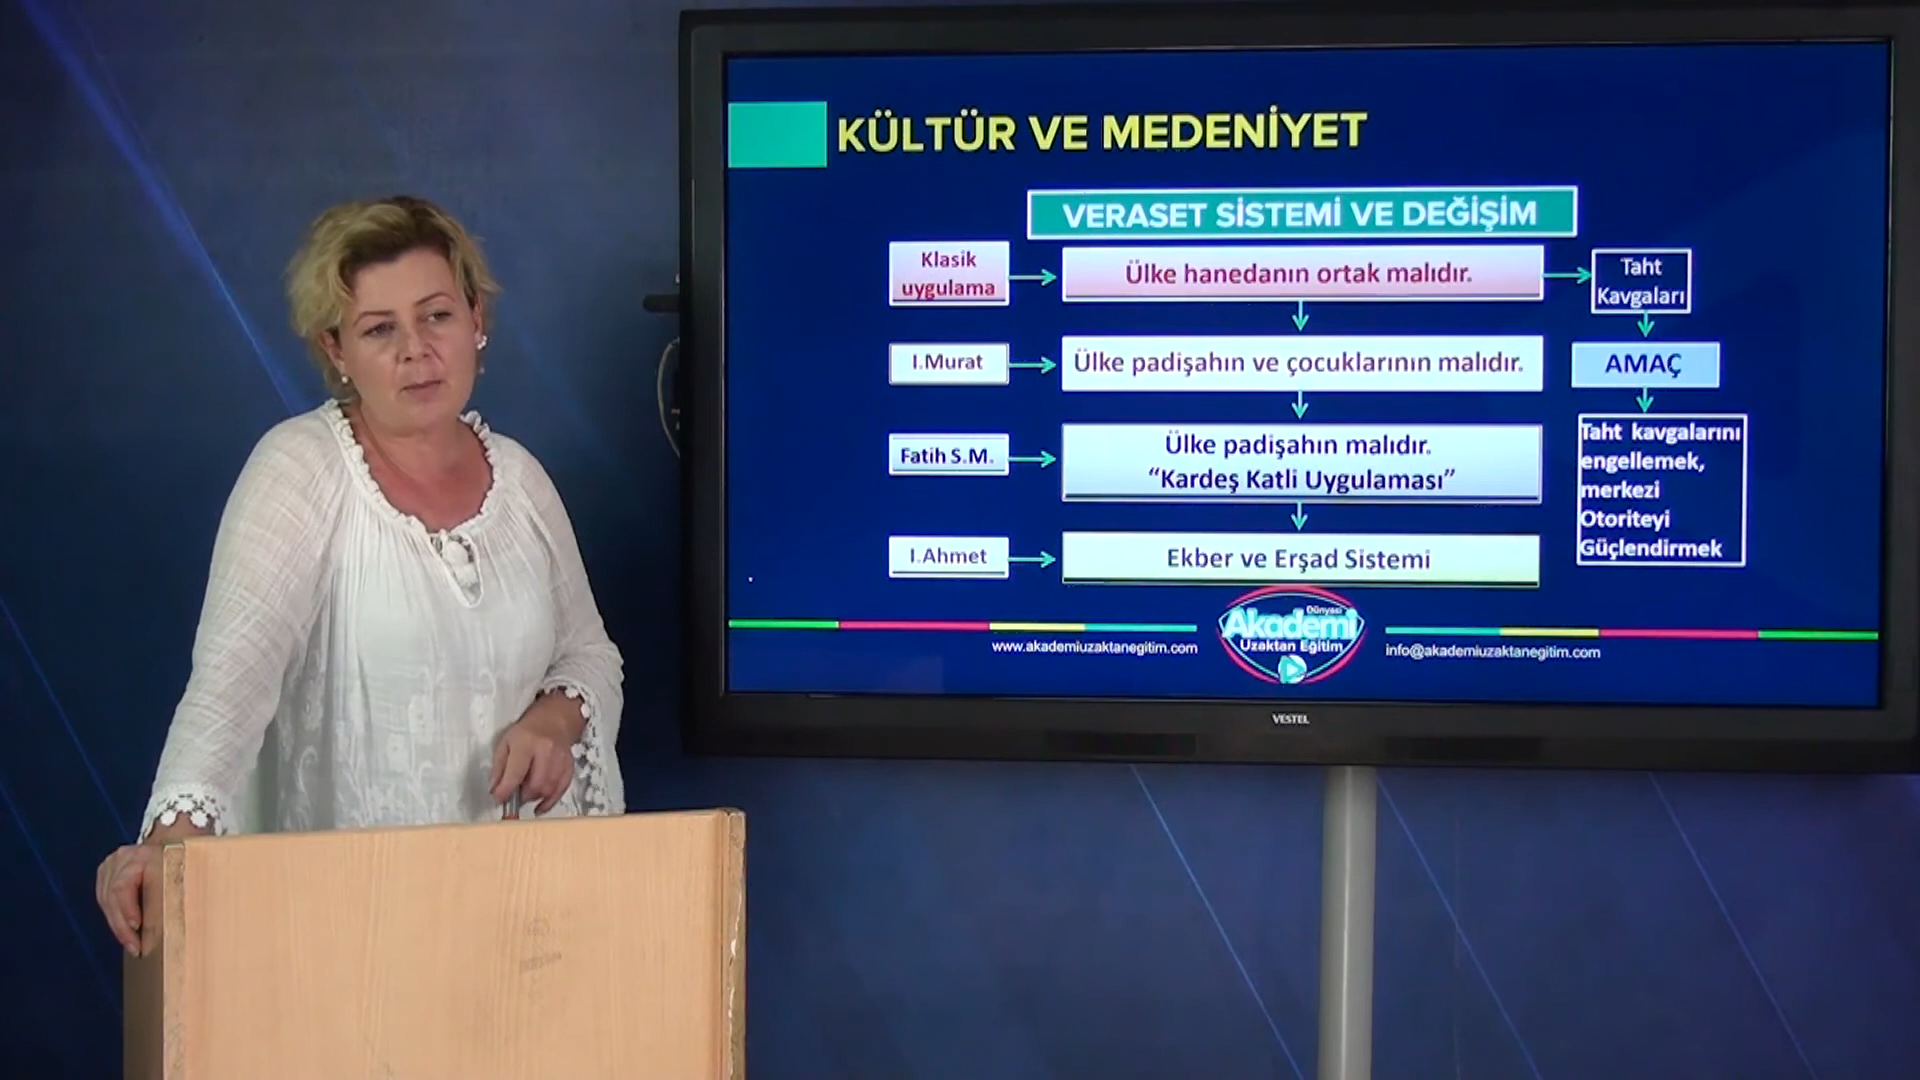 KÜLTÜR VE MEDENİYET
VERASET SİSTEMİ VE DEĞİŞİM
Klasik
uygulama
Ülke hanedanın ortak malıdır.
Taht
Kavgaları
I.Murat
Ülke padişahın ve çocuklarının malıdır.
AMAÇ
Fatih S.M.
Ülke padişahın malıdır.
“Kardeş Katli Uygulaması”
Taht kavgalarını
engellemek,
merkezi
Otoriteyi
Güçlendirmek
I.Ahmet
Ekber ve Erşad Sistemi
Dünyası
Akademi
Uzaktan Eğitim
www.akademiuzaktanegitim.com
info@akademiuzaktanegitim.com
VESTEL